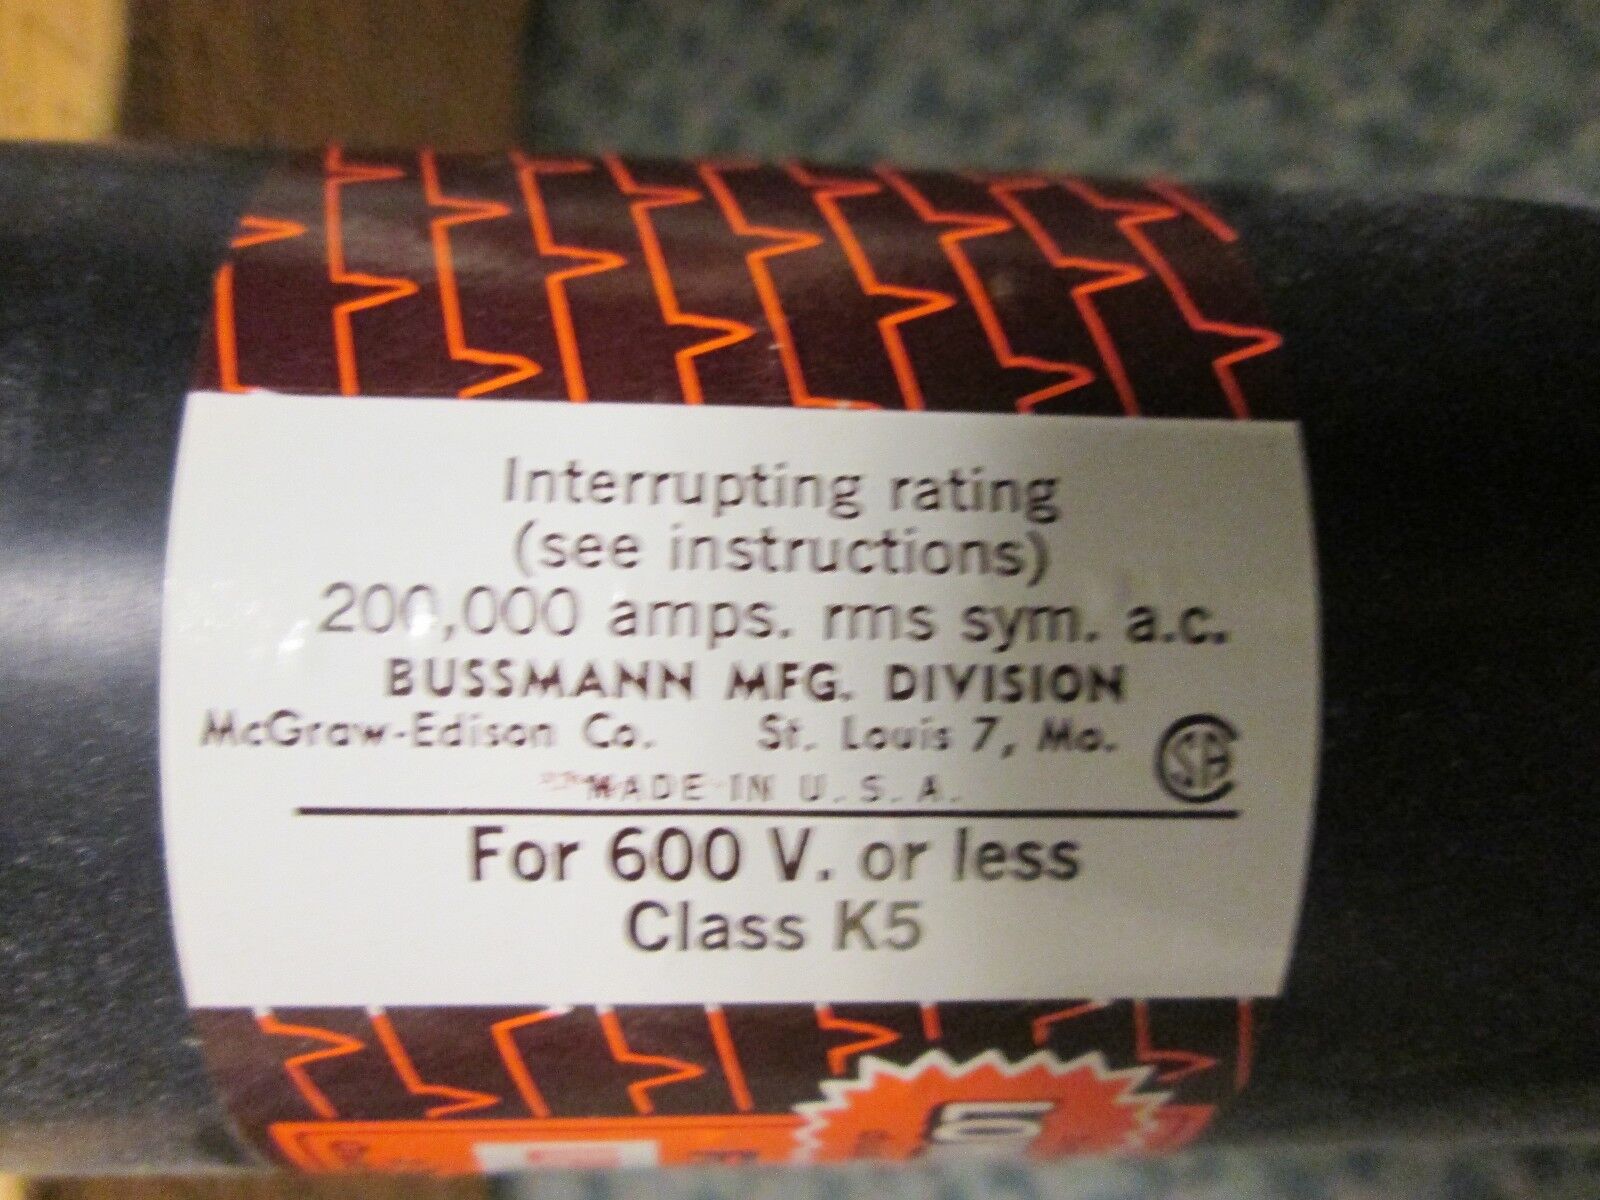 Interrupting rating
(see instructions)
200,000 amps. rms sym. a.c.
BUSSMANN MFG. DIVISION
McGraw-Edison Co. St. Louis 7, Mo.
MADE IN U.S.A.
SA
For 600 V. or less
Class K5